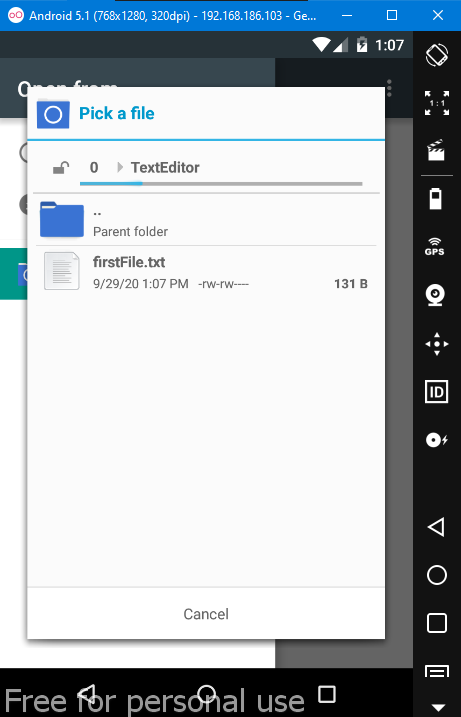 Android 5.1 (768x1280, 320dpi) - 192.168.186.103 - Ge...
1:07
Open from
Pick a file
1:1
0 TextEditor
..
Parent folder
GPS
firstFile.txt
9/29/20 1:07 PM -rw-rw---- 131 B
ID
Cancel
Free for personal use